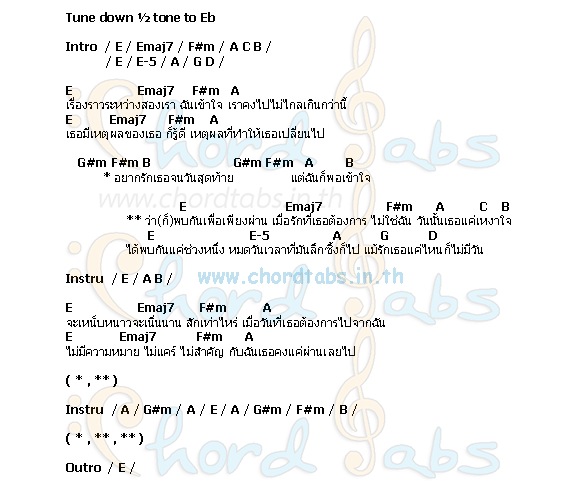 Tune down ½ tone to Eb
Intro / E / Emaj7 / F#m / A C B /
/ E / E-5 / A / G D /
E Emaj7 F#m A
เรื่องราวระหว่างสองเรา ฉันเข้าใจ เราคงไปไม่ไกลเกินกว่านี้
E Emaj7 F#m A
เธอมีเหตุผลของเธอ ก็รู้ดี เหตุผลที่ทำให้เธอเปลี่ยนไป
G#m F#m B G#m F#m A B
* อยากรักเธอจนวันสุดท้าย แต่ฉันก็พอเข้าใจ
www.chordtabs.in.th
E Emaj7 F#m A C B
** ว่า(ก็)พบกันเพื่อเพียงผ่าน เมื่อรักที่เธอต้องการ ไม่ใช่ฉัน วันนั้นเธอแค่เหงาใจ
E E-5 A G D
ได้พบกันแค่ช่วงหนึ่ง หมดวันเวลาที่มันลึกซึ้งก็ไป แม้รักเธอแค่ไหนก็ไม่มีวัน
Instru / E / A B /
www.chordtabs.in.th
E Emaj7 F#m A
จะเหน็บหนาวจะเนิ่นนาน สักเท่าไหร่ เมื่อวันที่เธอต้องการไปจากฉัน
E Emaj7 F#m A
ไม่มีความหมาย ไม่แคร์ ไม่สำคัญ กับฉันเธอคงแค่ผ่านเลยไป
( * , ** )
Instru / A / G#m / A / E / A / G#m / F#m / B /
( * , ** , ** )
Outro / E /